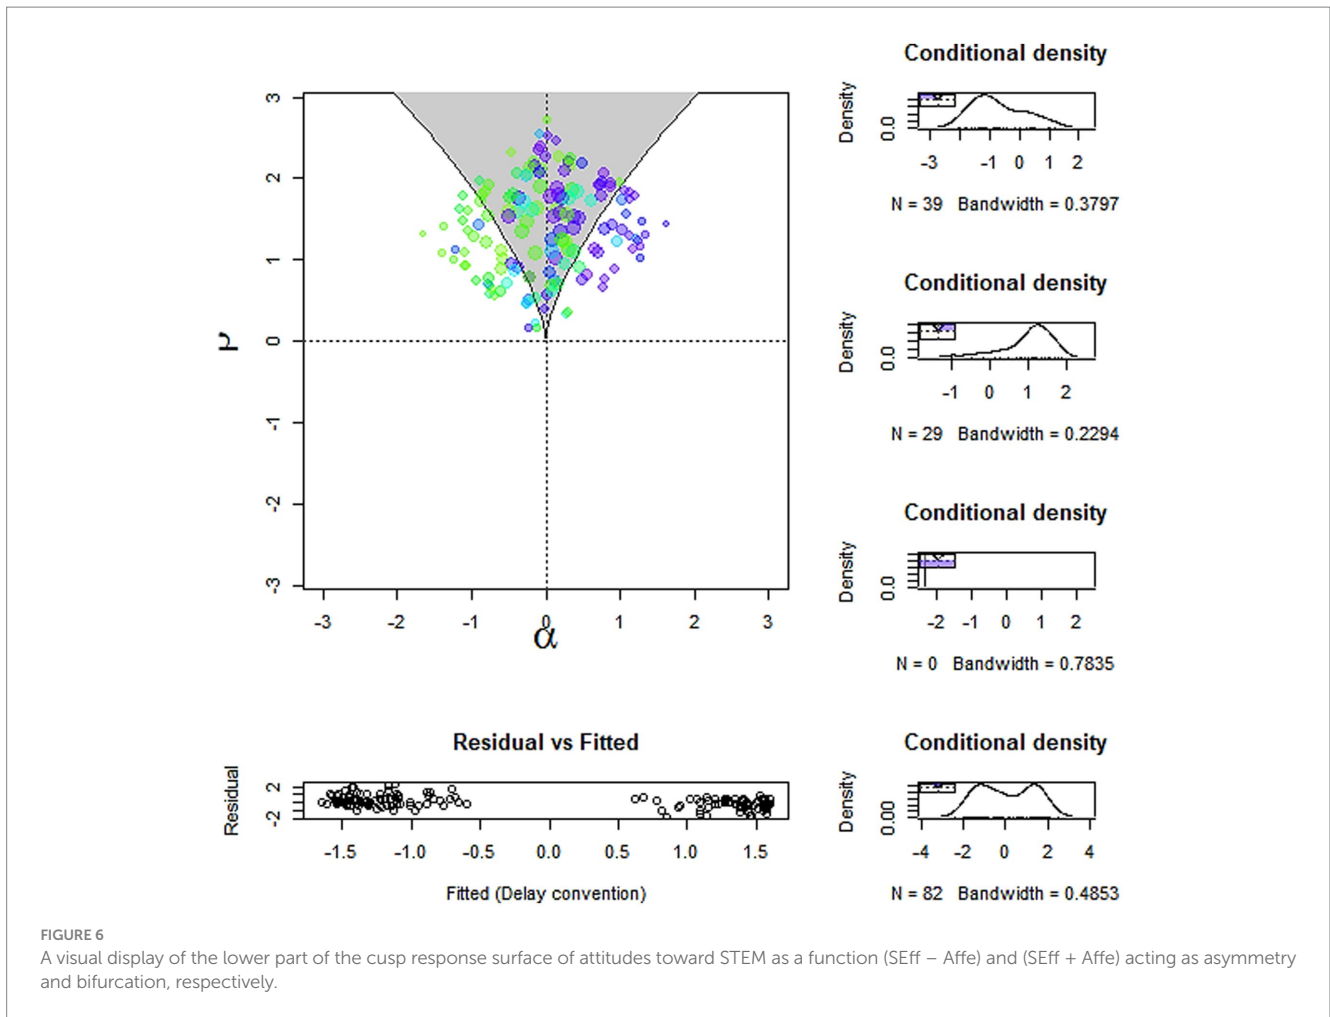 Conditional density
3
2
1
0
-1
-2
-3
-3 -2 -1 0 1 2 3
α
Density
0.0
-3 -1 0 1 2
N = 39 Bandwidth = 0.3797
Conditional density
Density
0.0
-1 0 1 2
N = 29 Bandwidth = 0.2294
Conditional density
Density
0.0
-2 -1 0 1 2
N = 0 Bandwidth = 0.7835
Residual vs Fitted
Residual
2
-2
-1.5 -1.0 -0.5 0.0 0.5 1.0 1.5
Fitted (Delay convention)
Conditional density
Density
0.00
-4 -2 0 2 4
N = 82 Bandwidth = 0.4853
FIGURE 6
A visual display of the lower part of the cusp response surface of attitudes toward STEM as a function (SEff – Affe) and (SEff + Affe) acting as asymmetry
and bifurcation, respectively.